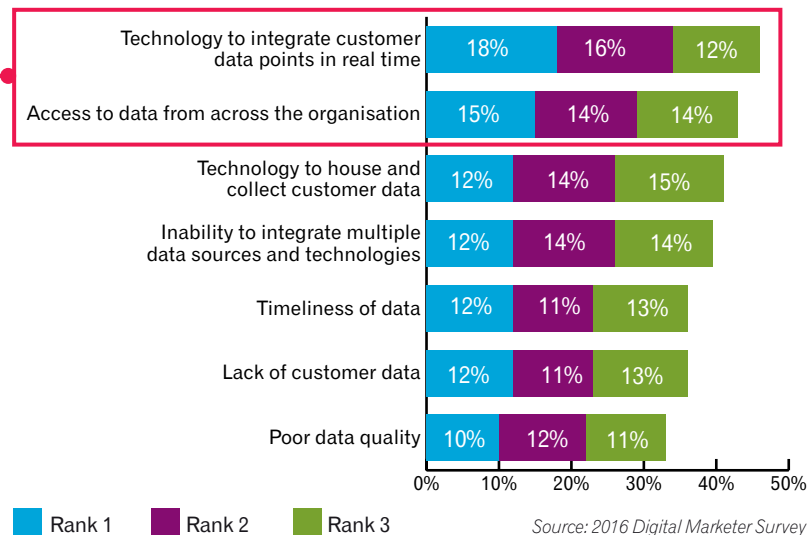 Technology to integrate customer
data points in real time
18% 16% 12%
Access to data from across the organisation
15% 14% 14%
Technology to house and
collect customer data
12% 14% 15%
Inability to integrate multiple
data sources and technologies
12% 14% 14%
Timeliness of data
12% 11% 13%
Lack of customer data
12% 11% 13%
Poor data quality
10% 12% 11%
0% 10% 20% 30% 40% 50%
Rank 1 Rank 2 Rank 3
Source: 2016 Digital Marketer Survey